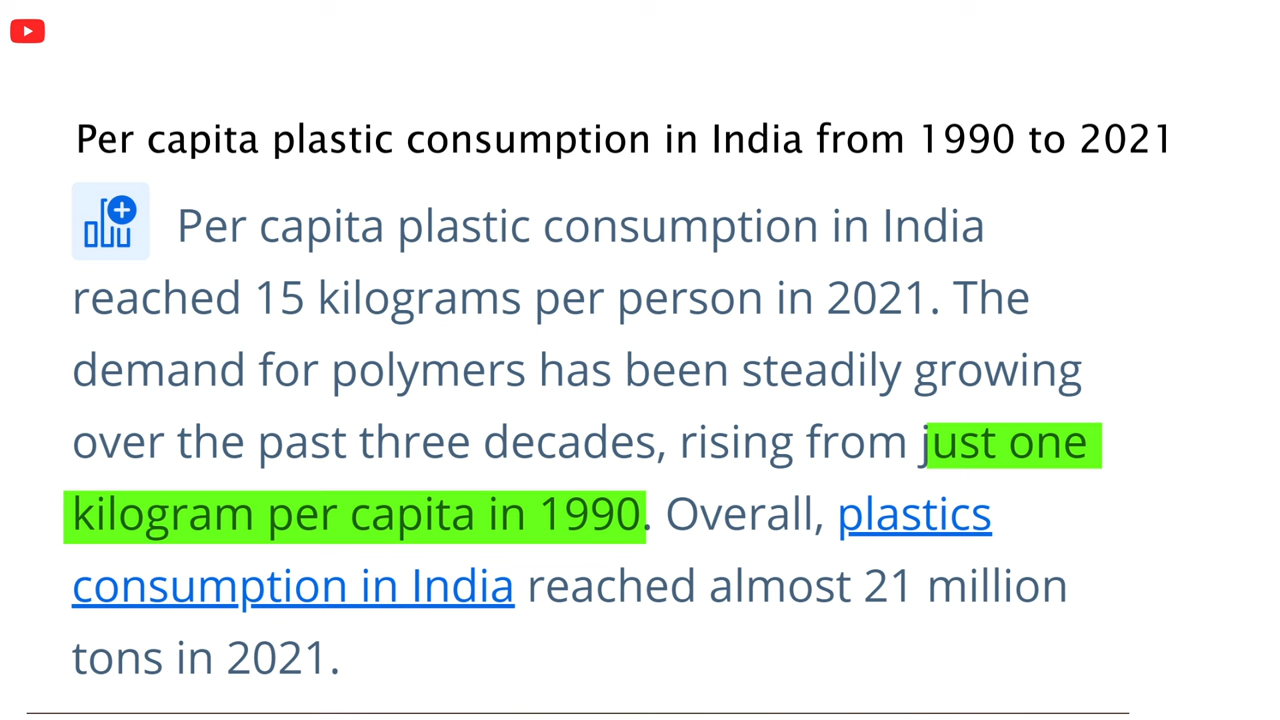 Per capita plastic consumption in India from 1990 to 2021
Per capita plastic consumption in India
reached 15 kilograms per person in 2021. The
demand for polymers has been steadily growing
over the past three decades, rising from just one
kilogram per capita in 1990. Overall, plastics
consumption in India reached almost 21 million
tons in 2021.